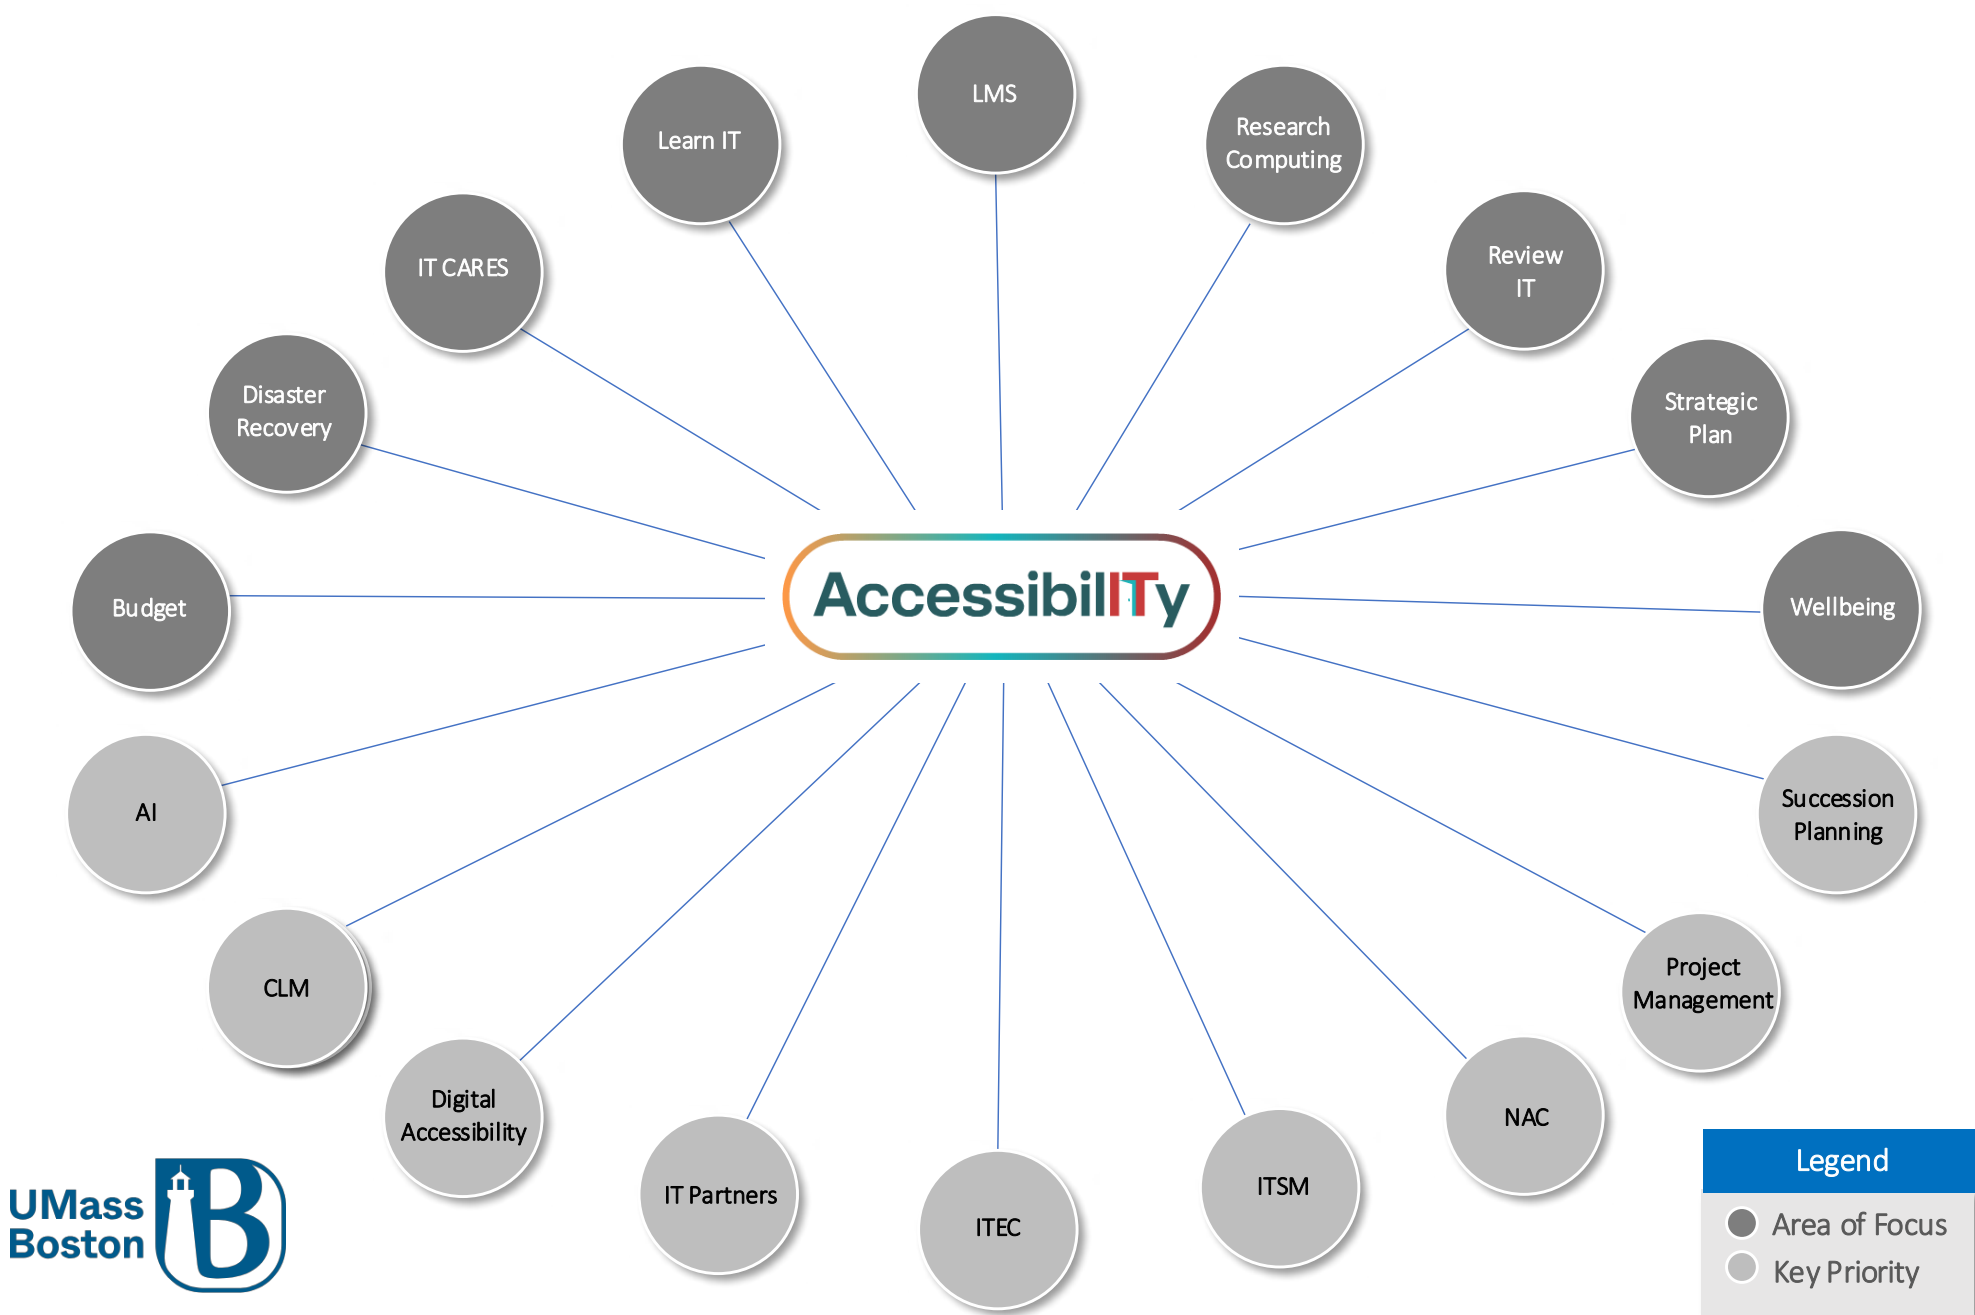 LMS
Learn IT
Research
Computing
IT CARES
Review
IT
Disaster
Recovery
Strategic
Plan
Budget
AccessibilITy
Wellbeing
AI
Succession
Planning
CLM
Project
Management
Digital
Accessibility
NAC
IT Partners
ITSM
ITEC
UMass
Boston
B
Legend
Area of Focus
Key Priority